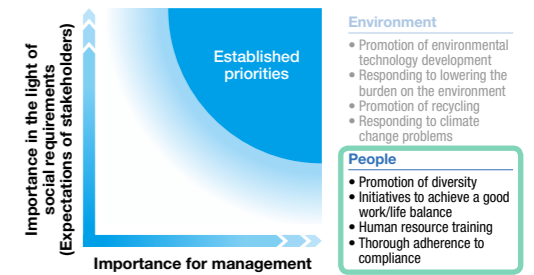 Importance in the light of
social requirements
(Expectations of stakeholders)
Established
priorities
Importance for management
Environment
• Promotion of environmental
technology development
• Responding to lowering the
burden on the environment
• Promotion of recycling
• Responding to climate
change problems
People
• Promotion of diversity
• Initiatives to achieve a good
work/life balance
• Human resource training
• Thorough adherence to
compliance